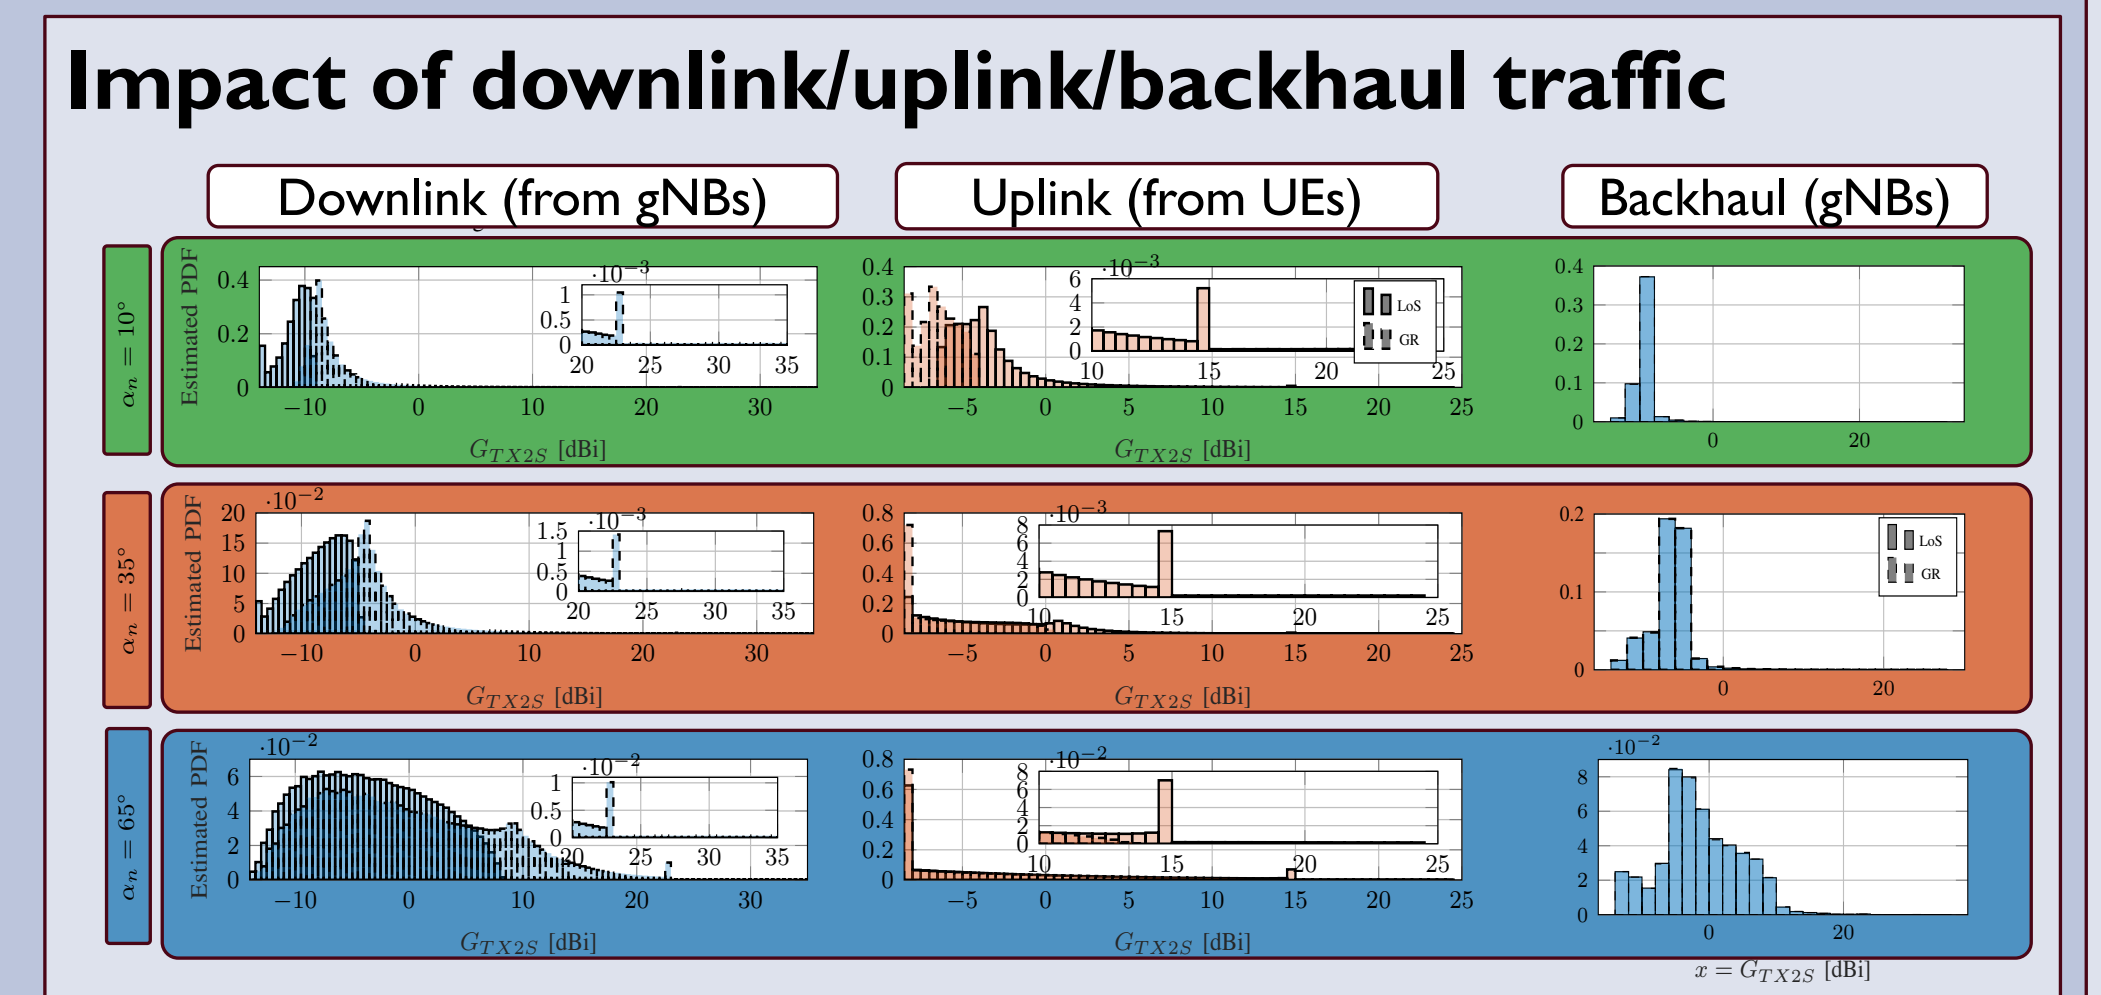 Impact of downlink/uplink/backhaul traffic
Downlink (from gNBs)
Uplink (from UEs)
Backhaul (gNBs)
αn = 10°
Estimated PDF
0.4
0.2
0
−10 0 10 20 30
GTX2S [dBi]
·10−3
1
0.5
0
20 25 30 35
0.4
0.3
0.2
0.1
0
−5 0 5 10 15 20 25
GTX2S [dBi]
·10−3
6
4
2
0
10 15 20 25
LoS
GR
0.4
0.3
0.2
0.1
0
0 20
αn = 35°
Estimated PDF
·10−2
20
15
10
5
0
−10 0 10 20 30
GTX2S [dBi]
·10−3
1.5
1
0.5
0
20 25 30 35
0.8
0.6
0.4
0.2
0
−5 0 5 10 15 20 25
GTX2S [dBi]
·10−3
8
6
4
2
0
10 15 20 25
0.2
0.1
0
0 20
LoS
GR
αn = 65°
Estimated PDF
·10−2
6
4
2
0
−10 0 10 20 30
GTX2S [dBi]
·10−2
1
0.5
0
20 25 30 35
0.8
0.6
0.4
0.2
0
−5 0 5 10 15 20 25
GTX2S [dBi]
·10−2
8
6
4
2
0
10 15 20 25
·10−2
8
6
4
2
0
0 20
x = GTX2S [dBi]